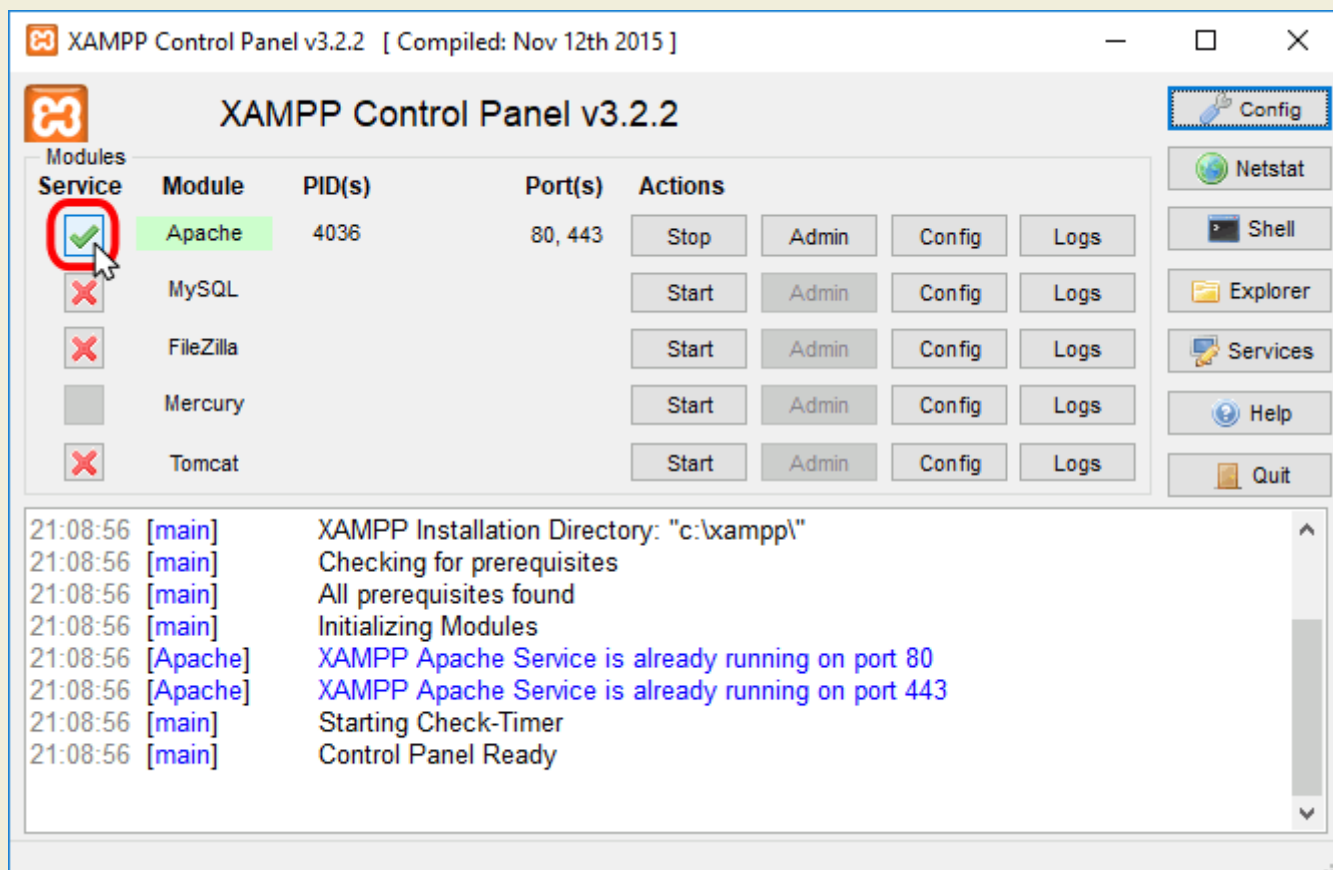 XAMPP Control Panel v3.2.2 [ Compiled: Nov 12th 2015 ]
XAMPP Control Panel v3.2.2
Config
Modules
Service Module PID(s) Port(s) Actions
Netstat
Apache 4036 80, 443 Stop Admin Config Logs
Shell
MySQL Start Admin Config Logs
Explorer
FileZilla Start Admin Config Logs
Services
Mercury Start Admin Config Logs
Help
Tomcat Start Admin Config Logs
Quit
21:08:56 [main] XAMPP Installation Directory: "c:\xampp\"
21:08:56 [main] Checking for prerequisites
21:08:56 [main] All prerequisites found
21:08:56 [main] Initializing Modules
21:08:56 [Apache] XAMPP Apache Service is already running on port 80
21:08:56 [Apache] XAMPP Apache Service is already running on port 443
21:08:56 [main] Starting Check-Timer
21:08:56 [main] Control Panel Ready